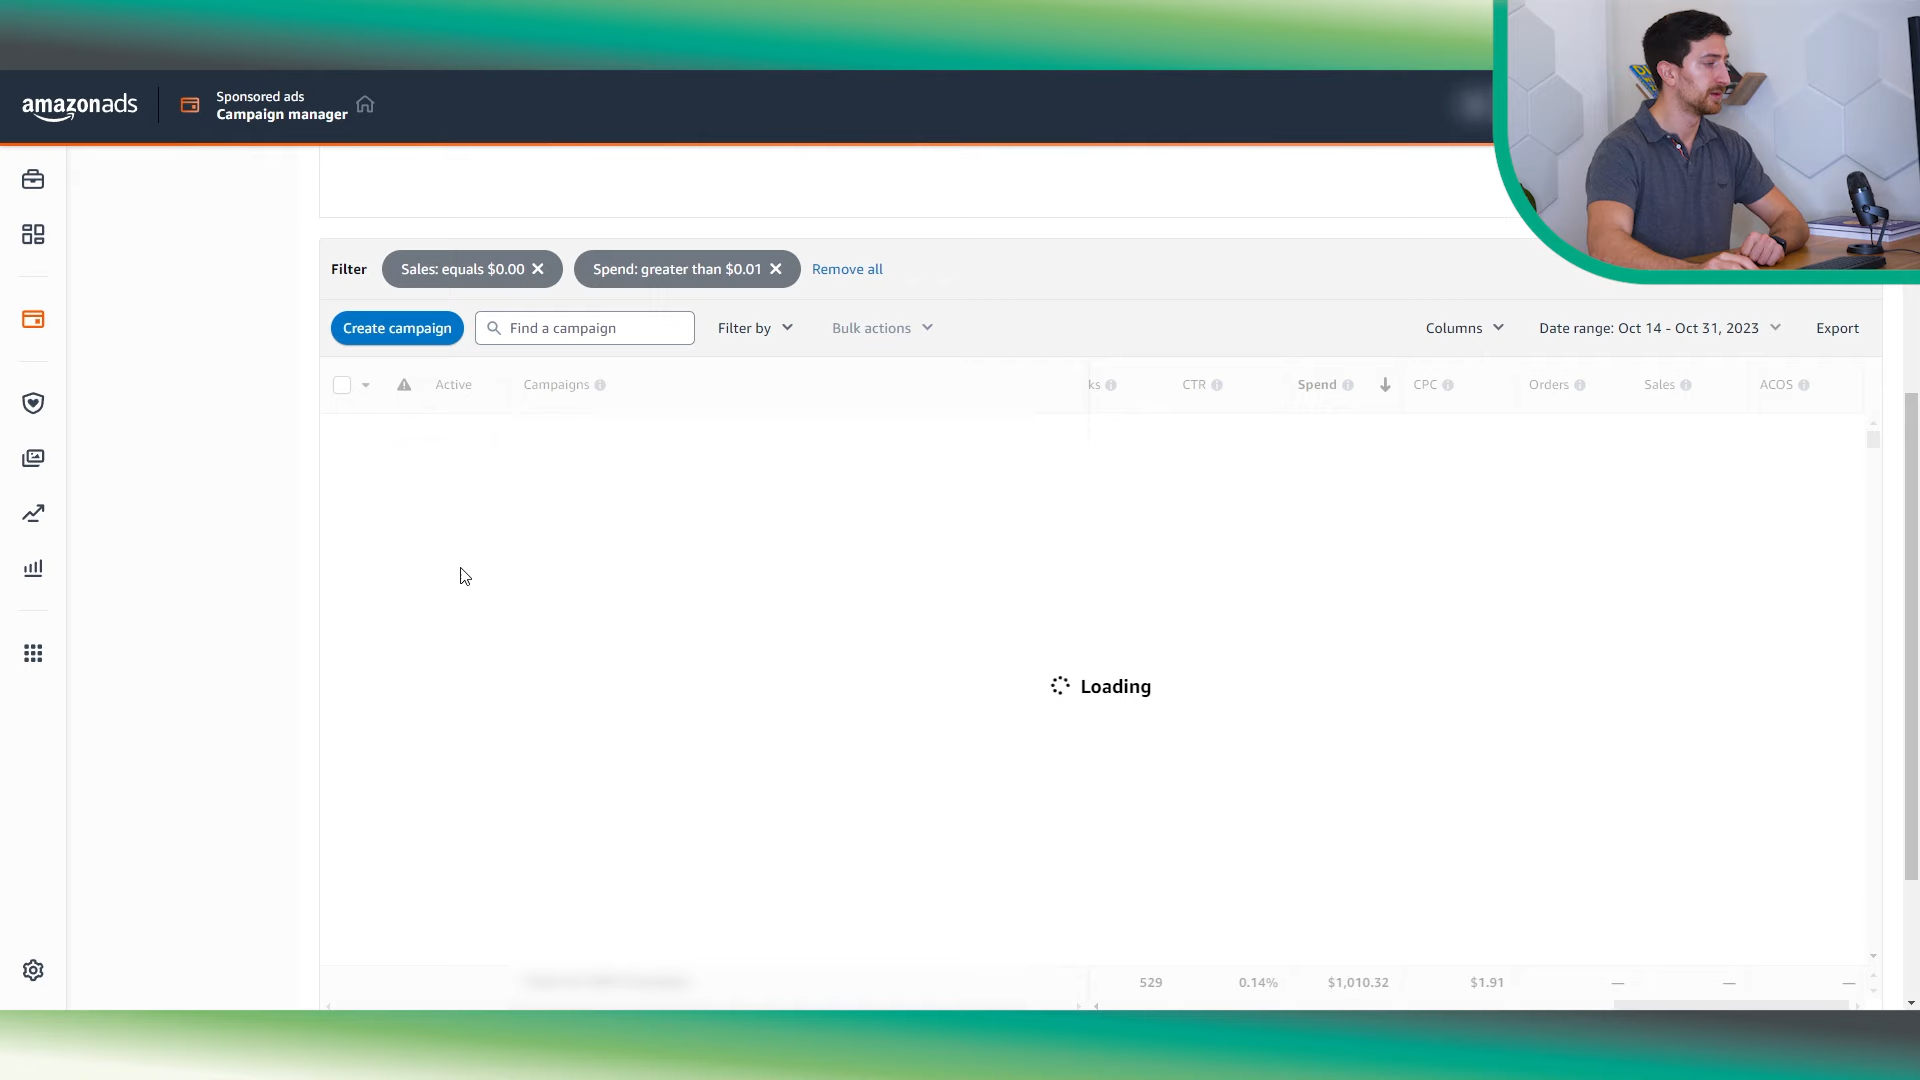 amazonads
Sponsored ads
Campaign manager
Filter
Sales: equals $0.00
Spend: greater than $0.01
Remove all
Create campaign
Find a campaign
Filter by
Bulk actions
Columns
Date range: Oct 14 - Oct 31, 2023
Export
Active
Campaigns
ks
CTR
Spend
CPC
Orders
Sales
ACOS
Loading
529
0.14%
$1,010.32
$1.91
—
—
—